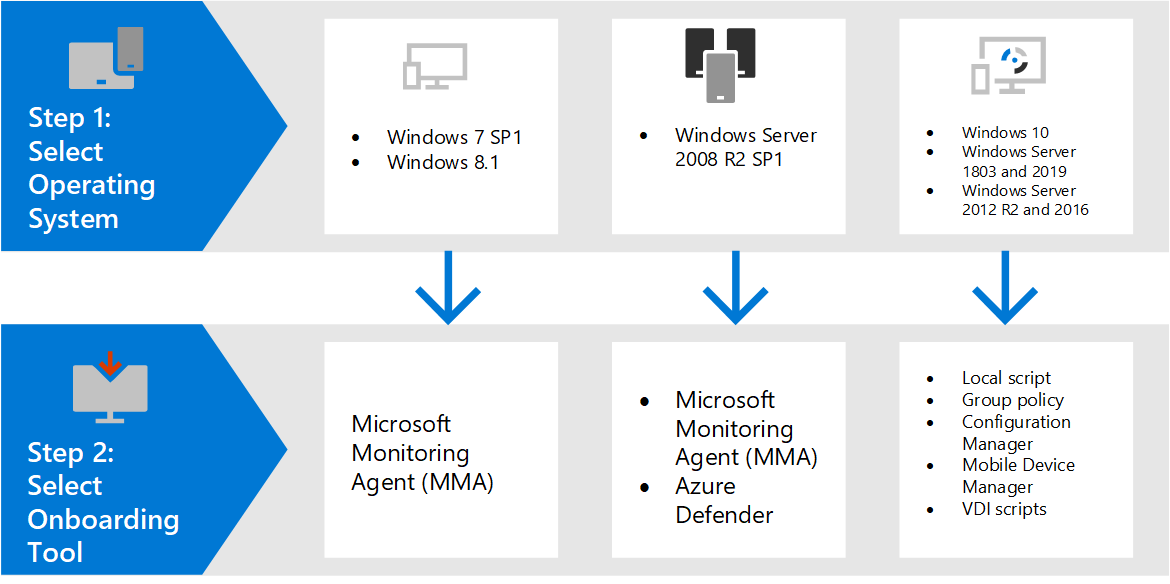 Step 1:
Select
Operating
System
• Windows 7 SP1
• Windows 8.1
• Windows Server
2008 R2 SP1
• Windows 10
• Windows Server
1803 and 2019
• Windows Server
2012 R2 and 2016
Step 2:
Select
Onboarding
Tool
Microsoft
Monitoring
Agent (MMA)
• Microsoft
Monitoring
Agent (MMA)
• Azure
Defender
• Local script
• Group policy
• Configuration
Manager
• Mobile Device
Manager
• VDI scripts